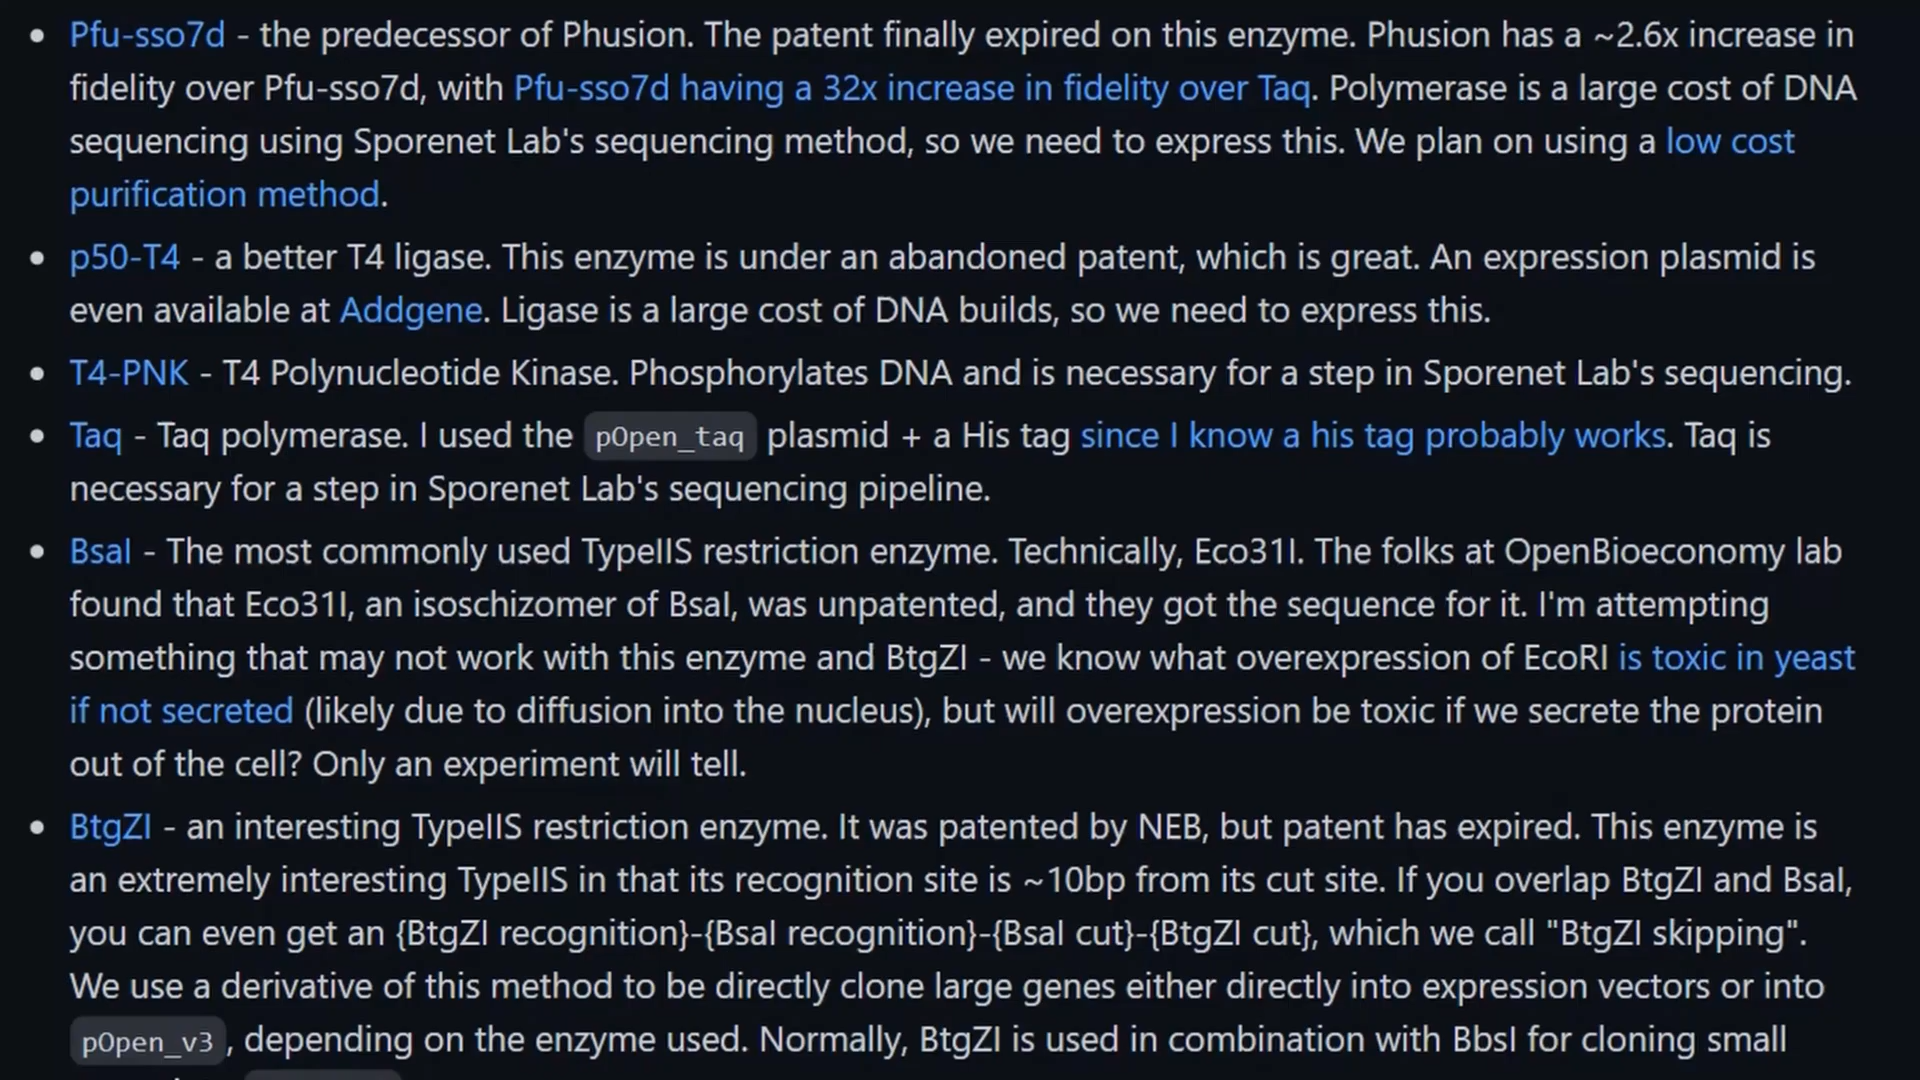 • Pfu-sso7d - the predecessor of Phusion. The patent finally expired on this enzyme. Phusion has a ~2.6x increase in
fidelity over Pfu-sso7d, with Pfu-sso7d having a 32x increase in fidelity over Taq. Polymerase is a large cost of DNA
sequencing using Sporenet Lab's sequencing method, so we need to express this. We plan on using a low cost
purification method.
• p50-T4 - a better T4 ligase. This enzyme is under an abandoned patent, which is great. An expression plasmid is
even available at Addgene. Ligase is a large cost of DNA builds, so we need to express this.
• T4-PNK - T4 Polynucleotide Kinase. Phosphorylates DNA and is necessary for a step in Sporenet Lab's sequencing.
• Taq - Taq polymerase. I used the pOpen_taq plasmid + a His tag since I know a his tag probably works. Taq is
necessary for a step in Sporenet Lab's sequencing pipeline.
• BsaI - The most commonly used TypeIIS restriction enzyme. Technically, Eco31I. The folks at OpenBioeconomy lab
found that Eco31I, an isoschizomer of BsaI, was unpatented, and they got the sequence for it. I'm attempting
something that may not work with this enzyme and BtgZI - we know what overexpression of EcoRI is toxic in yeast
if not secreted (likely due to diffusion into the nucleus), but will overexpression be toxic if we secrete the protein
out of the cell? Only an experiment will tell.
• BtgZI - an interesting TypeIIS restriction enzyme. It was patented by NEB, but patent has expired. This enzyme is
an extremely interesting TypeIIS in that its recognition site is ~10bp from its cut site. If you overlap BtgZI and BsaI,
you can even get an {BtgZI recognition}-{BsaI recognition}-{BsaI cut}-{BtgZI cut}, which we call "BtgZI skipping".
We use a derivative of this method to be directly clone large genes either directly into expression vectors or into
pOpen_v3, depending on the enzyme used. Normally, BtgZI is used in combination with BbsI for cloning small